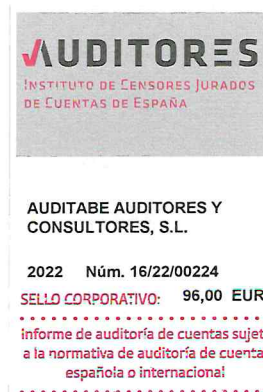 AUDITORES
INSTITUTO DE CENSORES JURADOS
DE CUENTAS DE ESPAÑA
AUDITABE AUDITORES Y
CONSULTORES, S.L.
2022 Núm. 16/22/00224
SELLO CORPORATIVO: 96,00 EUR
Informe de auditoría de cuentas sujet
a la normativa de auditoría de cuenta
española o internacional